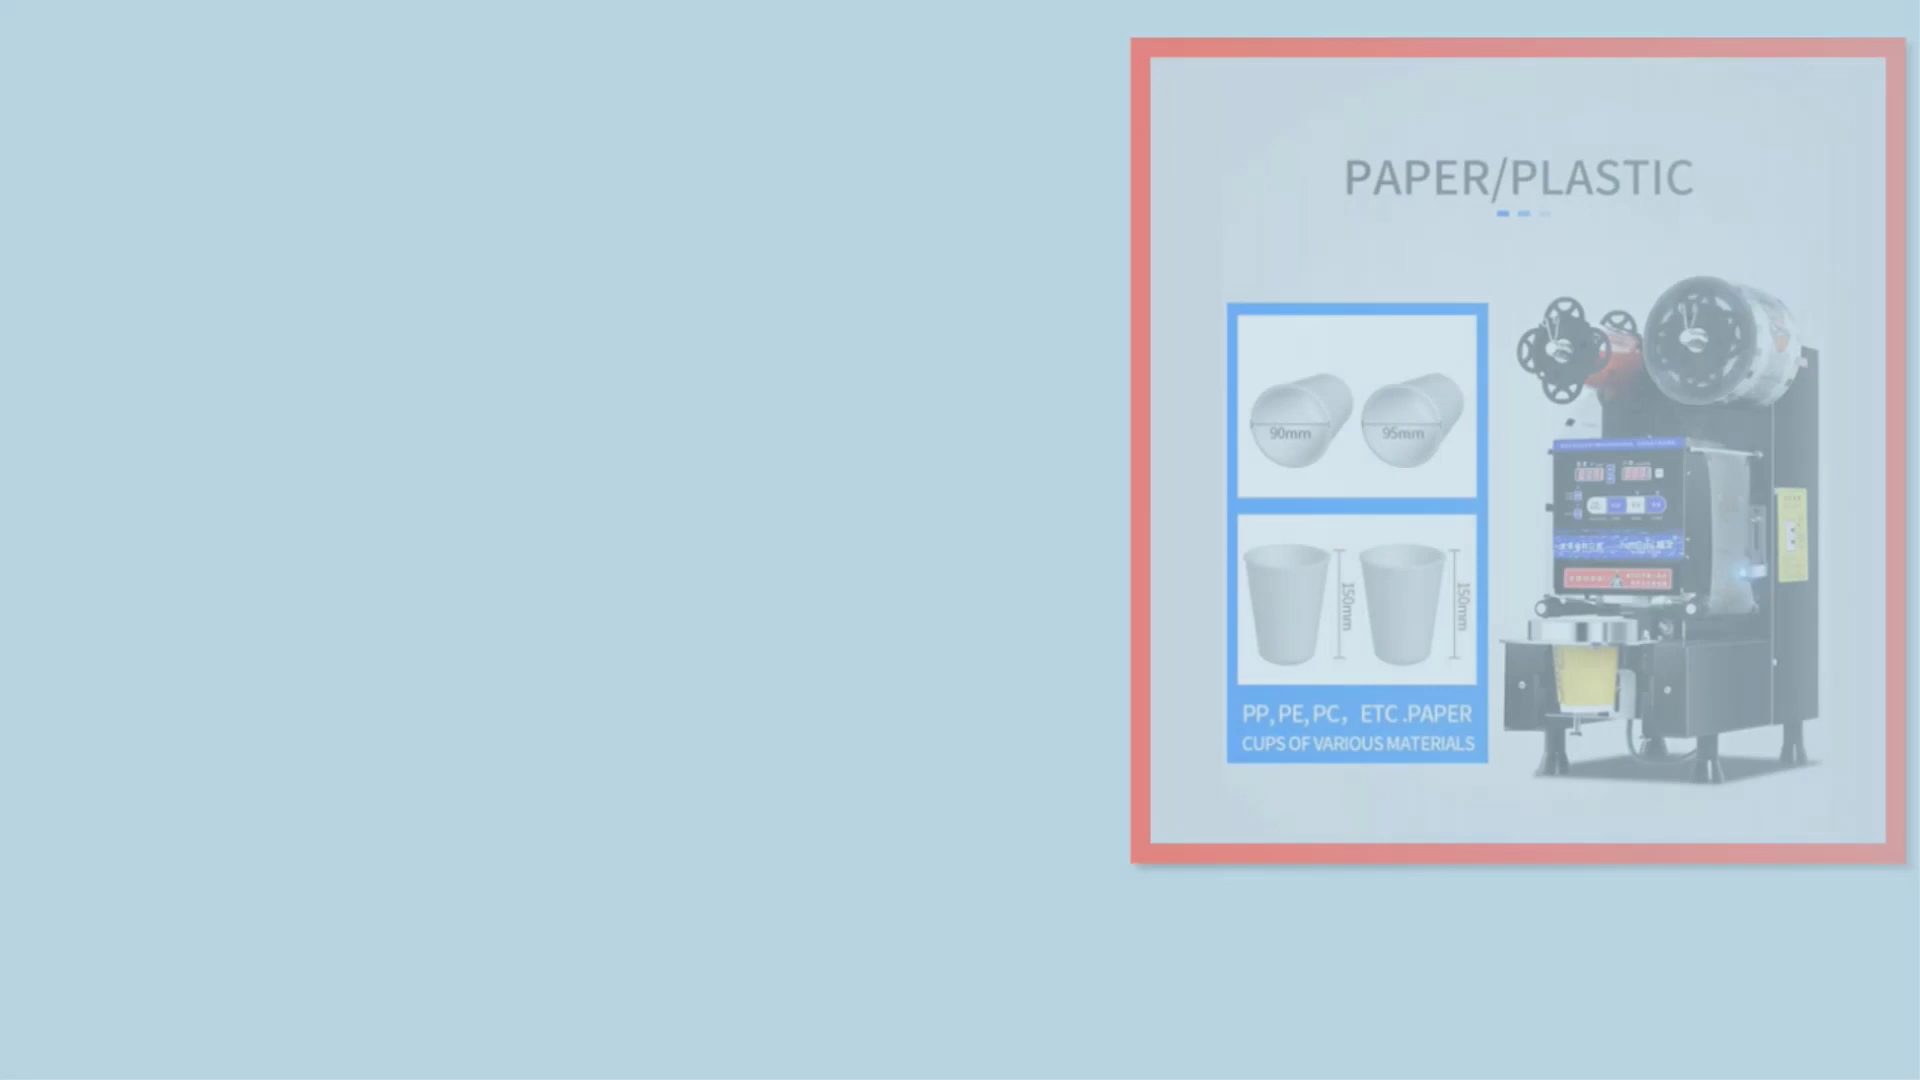 PAPER/PLASTIC
90mm
95mm
150mm
150mm
PP, PE, PC, ETC .PAPER
CUPS OF VARIOUS MATERIALS